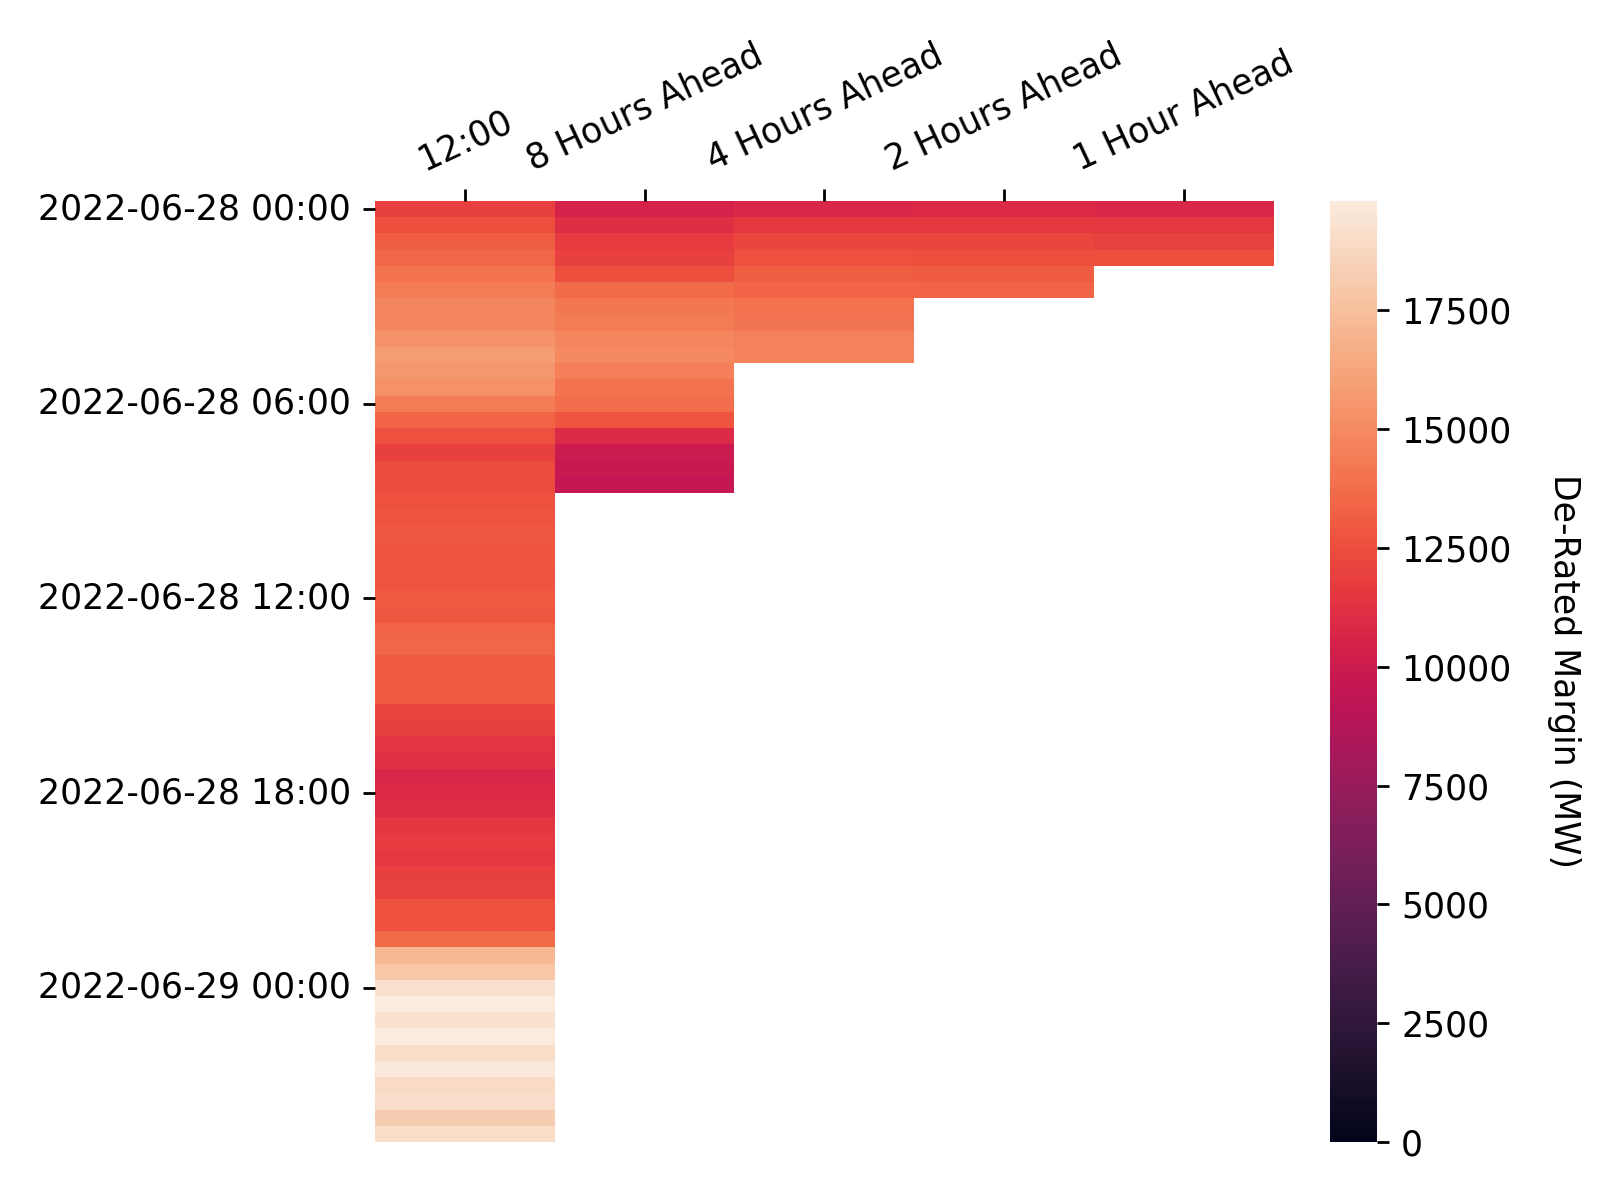 12:00
8 Hours Ahead
4 Hours Ahead
2 Hours Ahead
1 Hour Ahead
2022-06-28 00:00
2022-06-28 06:00
2022-06-28 12:00
2022-06-28 18:00
2022-06-29 00:00
17500
15000
12500
10000
7500
5000
2500
0
De-Rated Margin (MW)